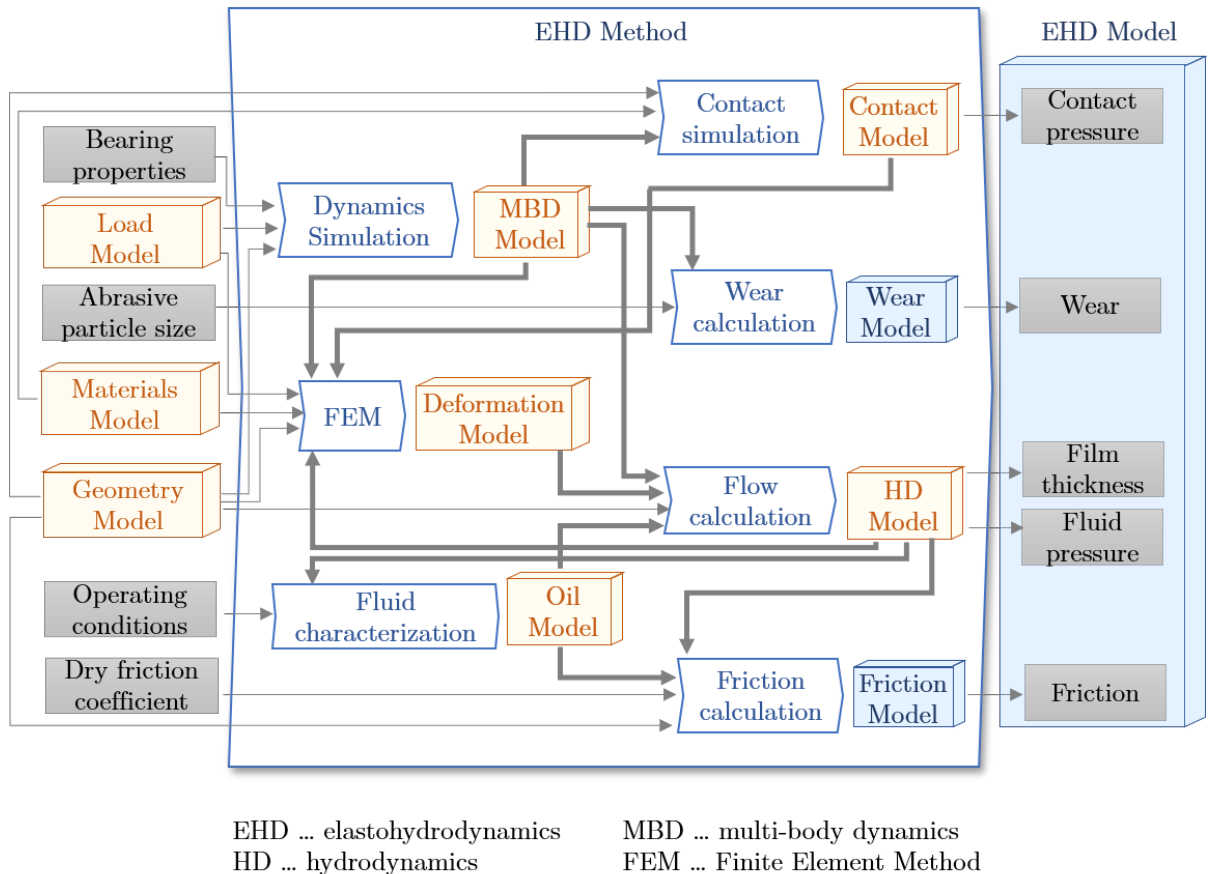 EHD Method
EHD Model
Contact
simulation
Contact
Model
Contact
pressure
Bearing
properties
Load
Model
Dynamics
Simulation
MBD
Model
Abrasive
particle size
Wear
calculation
Wear
Model
Wear
Materials
Model
FEM
Deformation
Model
Geometry
Model
Flow
calculation
HD
Model
Film
thickness
Fluid
pressure
Operating
conditions
Fluid
characterization
Oil
Model
Dry friction
coefficient
Friction
calculation
Friction
Model
Friction
EHD ... elastohydrodynamics
MBD ... multi-body dynamics
HD ... hydrodynamics
FEM ... Finite Element Method